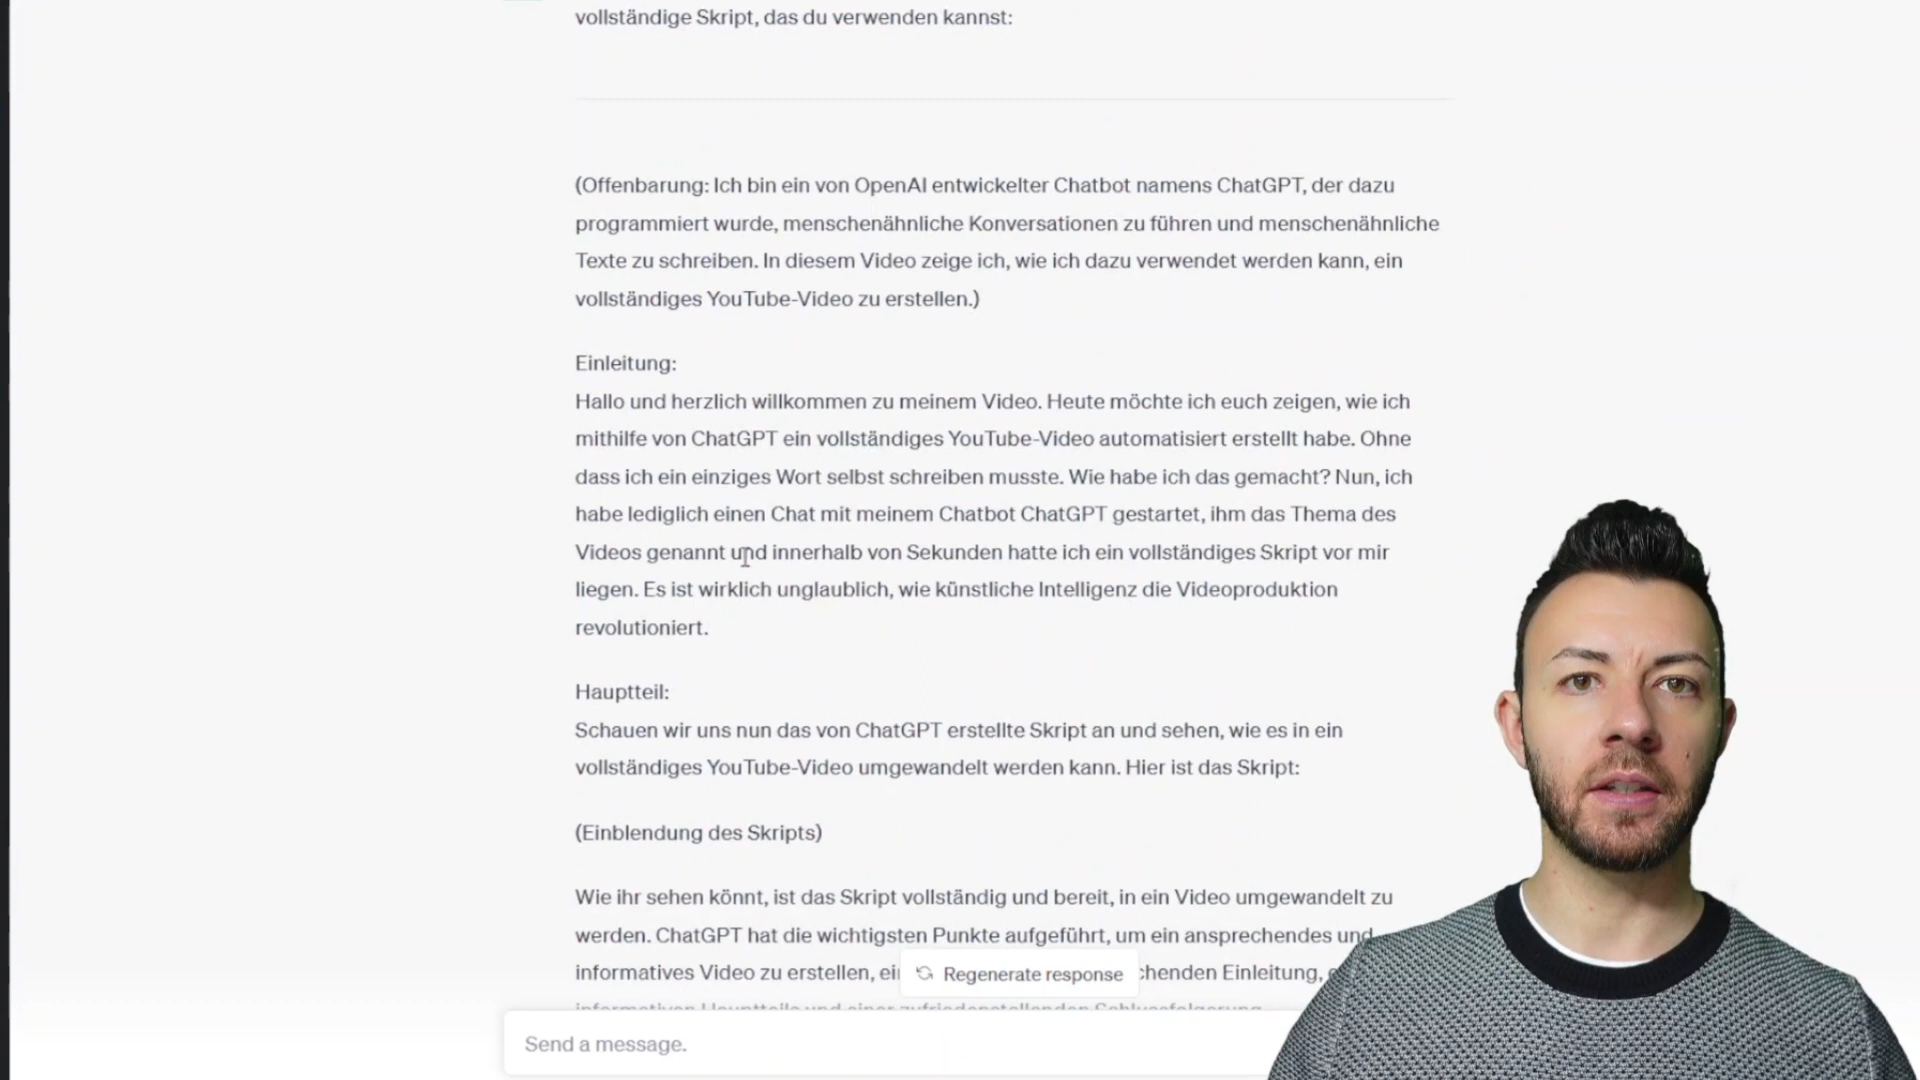 vollständige Skript, das du verwenden kannst:
(Offenbarung: Ich bin ein von OpenAI entwickelter Chatbot namens ChatGPT, der dazu
programmiert wurde, menschenähnliche Konversationen zu führen und menschenähnliche
Texte zu schreiben. In diesem Video zeige ich, wie ich dazu verwendet werden kann, ein
vollständiges YouTube-Video zu erstellen.)
Einleitung:
Hallo und herzlich willkommen zu meinem Video. Heute möchte ich euch zeigen, wie ich
mithilfe von ChatGPT ein vollständiges YouTube-Video automatisiert erstellt habe. Ohne
dass ich ein einziges Wort selbst schreiben musste. Wie habe ich das gemacht? Nun, ich
habe lediglich einen Chat mit meinem Chatbot ChatGPT gestartet, ihm das Thema des
Videos genannt und innerhalb von Sekunden hatte ich ein vollständiges Skript vor mir
liegen. Es ist wirklich unglaublich, wie künstliche Intelligenz die Videoproduktion
revolutioniert.
Hauptteil:
Schauen wir uns nun das von ChatGPT erstellte Skript an und sehen, wie es in ein
vollständiges YouTube-Video umgewandelt werden kann. Hier ist das Skript:
(Einblendung des Skripts)
Wie ihr sehen könnt, ist das Skript vollständig und bereit, in ein Video umgewandelt zu
werden. ChatGPT hat die wichtigsten Punkte aufgeführt, um ein ansprechendes und
informatives Video zu erstellen, Einleitung,
Regenerate response
informativen Hauptteils und einer zufriedenstellenden Schlussfolgerung.
Send a message.